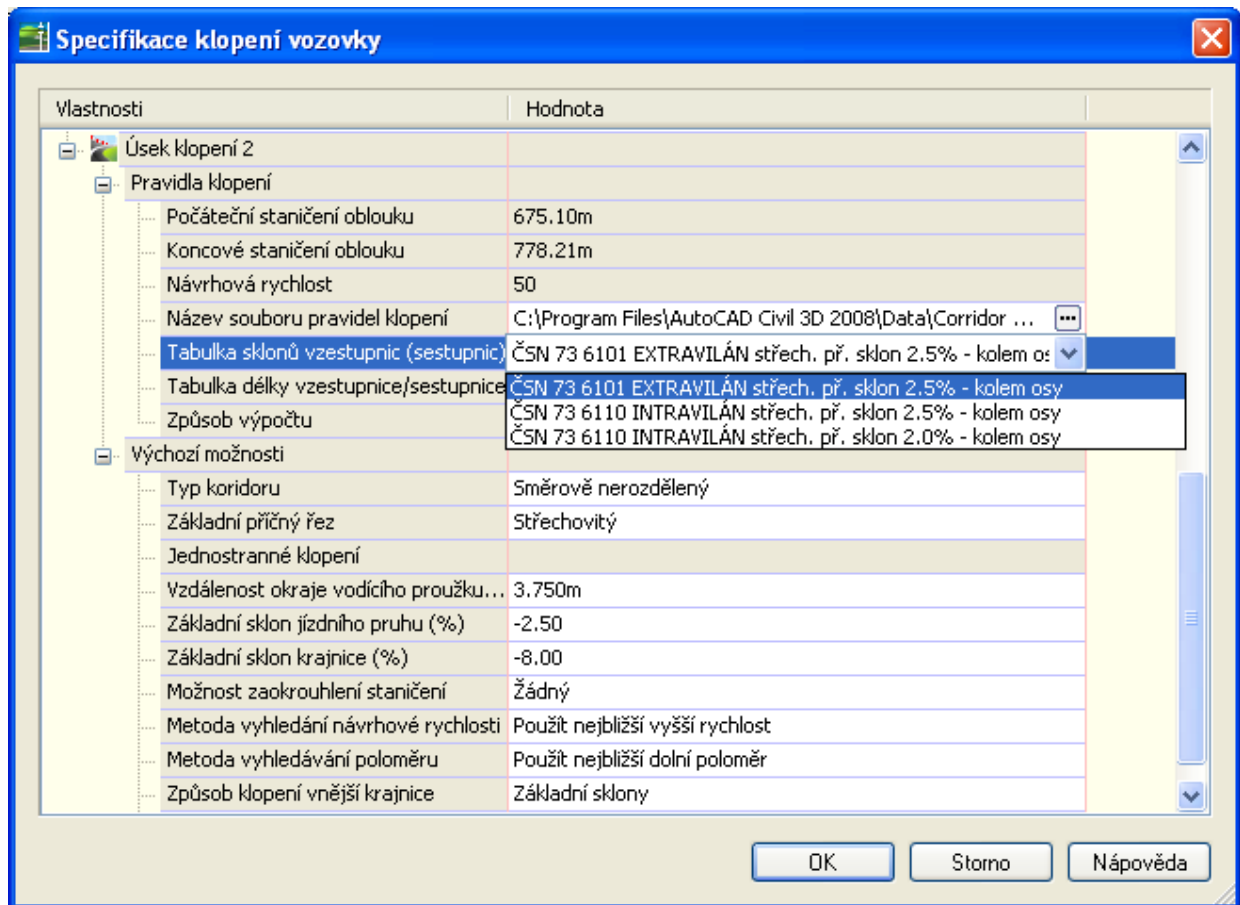 Specifikace klopení vozovky
Vlastnosti Hodnota
Úsek klopení 2
Pravidla klopení
Počáteční staničení oblouku 675.10m
Koncové staničení oblouku 778.21m
Návrhová rychlost 50
Název souboru pravidel klopení C:\Program Files\AutoCAD Civil 3D 2008\Data\Corridor ... ...
Tabulka sklonů vzestupnic (sestupnic) ČSN 73 6101 EXTRAVILÁN střech. př. sklon 2.5% - kolem os
Tabulka délky vzestupnice/sestupnice ČSN 73 6101 EXTRAVILÁN střech. př. sklon 2.5% - kolem osy
ČSN 73 6110 INTRAVILÁN střech. př. sklon 2.5% - kolem osy
Způsob výpočtu ČSN 73 6110 INTRAVILÁN střech. př. sklon 2.0% - kolem osy
Výchozí možnosti
Typ koridoru Směrově nerozdělený
Základní příčný řez Střechovitý
Jednostranné klopení
Vzdálenost okraje vodícího proužku... 3.750m
Základní sklon jízdního pruhu (%) -2.50
Základní sklon krajnice (%) -8.00
Možnost zaokrouhlení staničení Žádný
Metoda vyhledání návrhové rychlosti Použít nejbližší vyšší rychlost
Metoda vyhledávání poloměru Použít nejbližší dolní poloměr
Způsob klopení vnější krajnice Základní sklony
OK Storno Nápověda